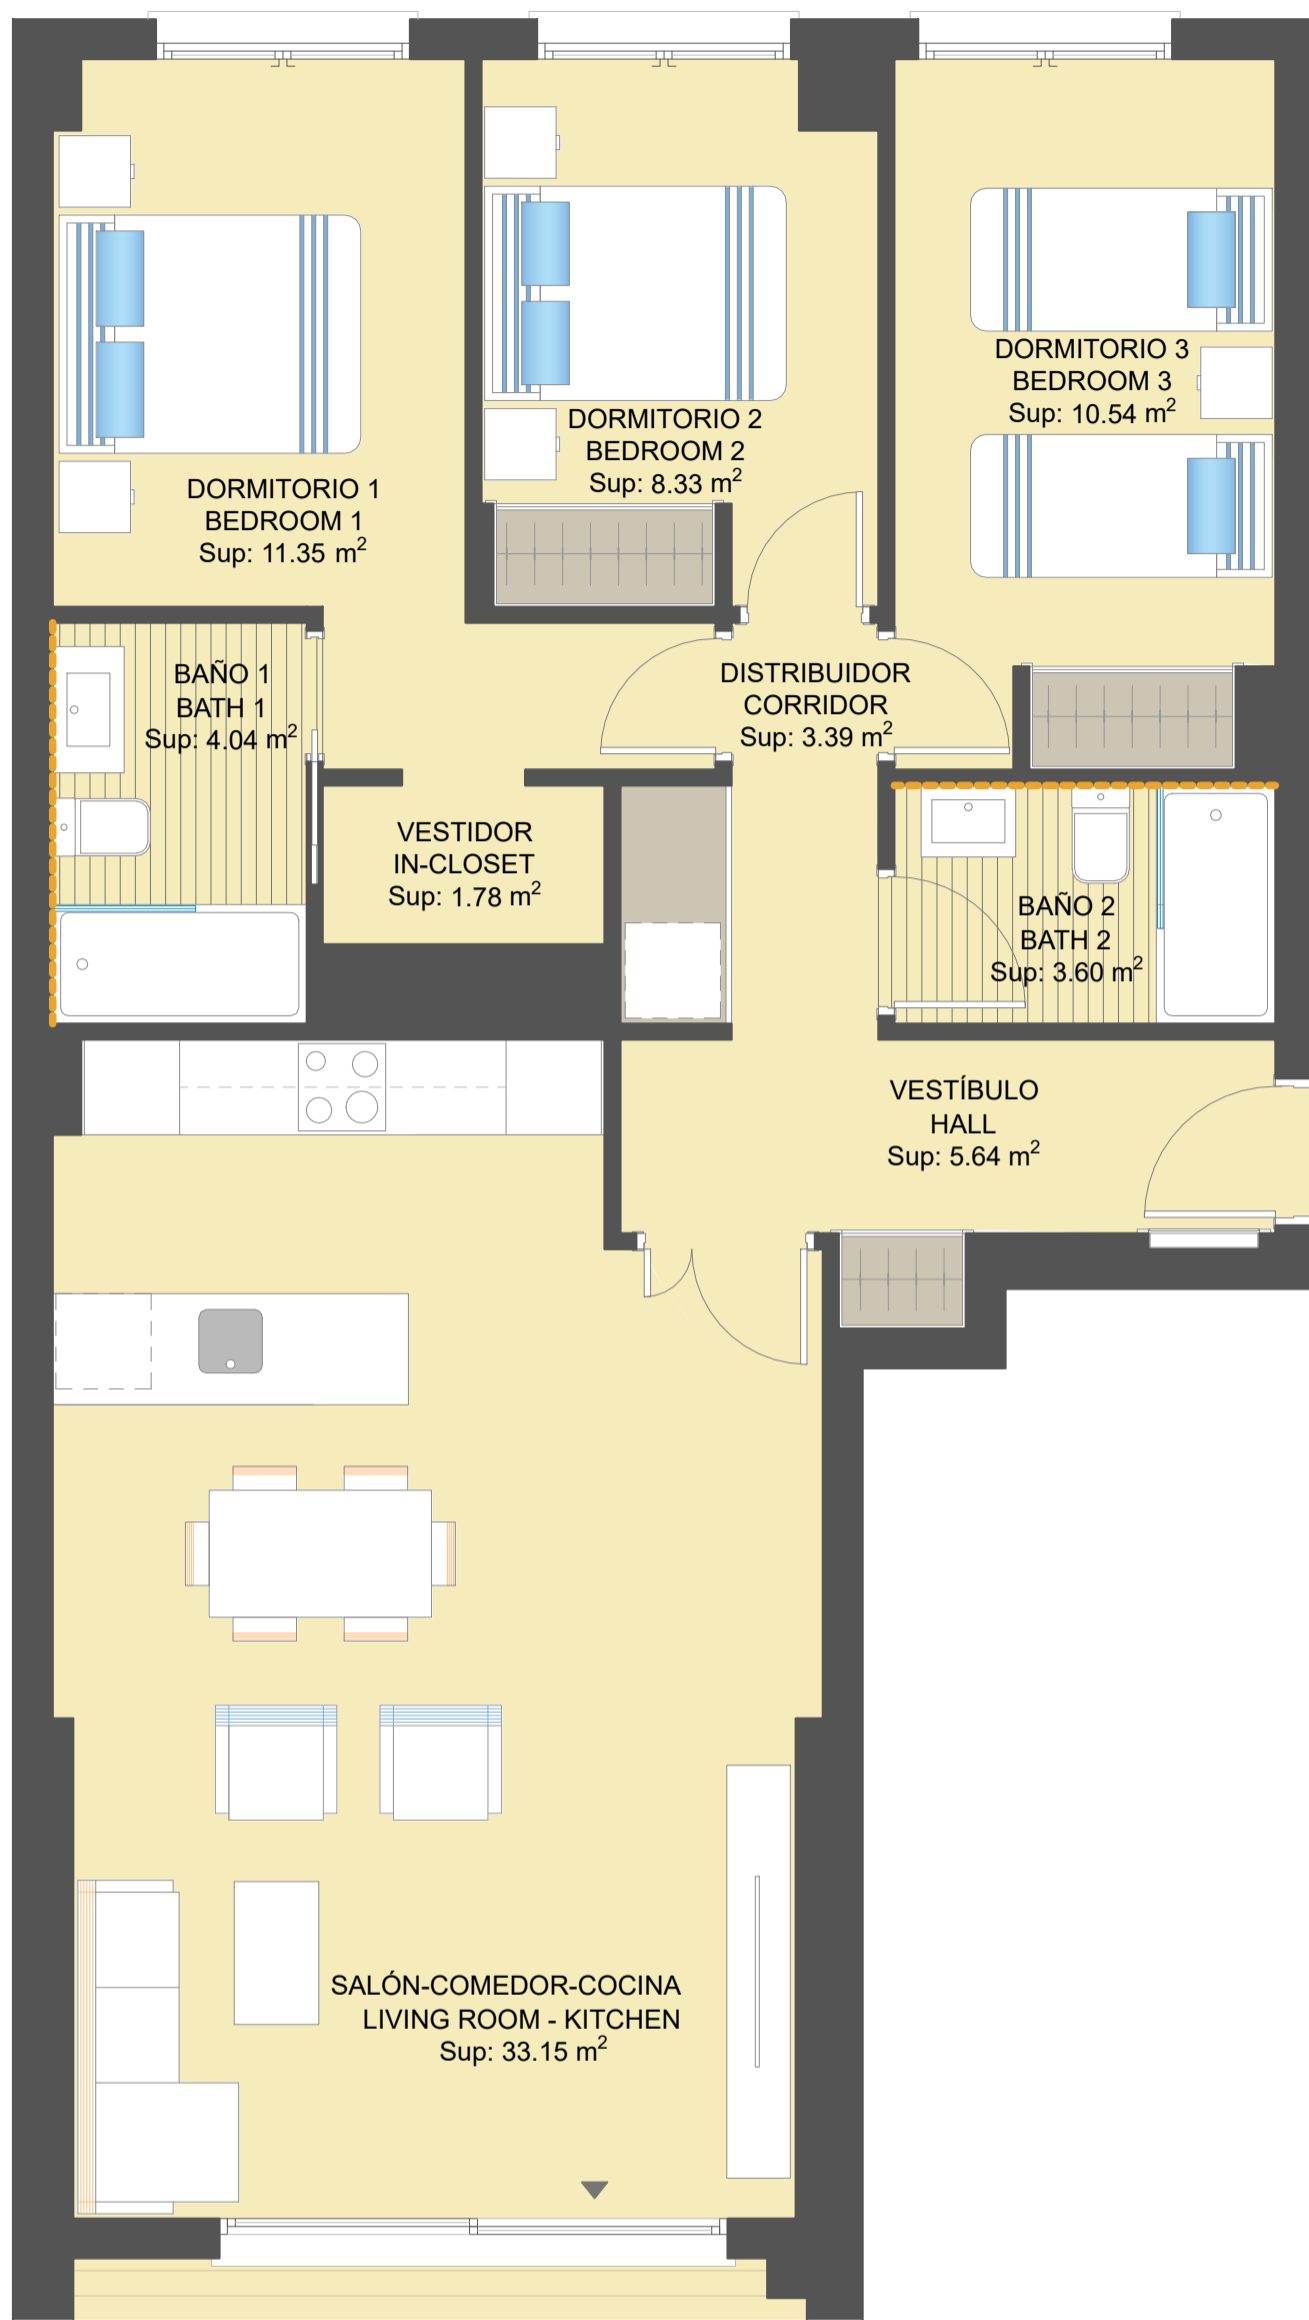 DORMITORIO 3
BEDROOM 3
Sup: 10.54 m²
DORMITORIO 2
BEDROOM 2
Sup: 8.33 m²
DORMITORIO 1
BEDROOM 1
Sup: 11.35 m²
BAÑO 1
BATH 1
Sup: 4.04 m²
DISTRIBUIDOR
CORRIDOR
Sup: 3.39 m²
VESTIDOR
IN-CLOSET
Sup: 1.78 m²
BAÑO 2
BATH 2
Sup: 3.60 m²
VESTÍBULO
HALL
Sup: 5.64 m²
SALÓN-COMEDOR-COCINA
LIVING ROOM - KITCHEN
Sup: 33.15 m²